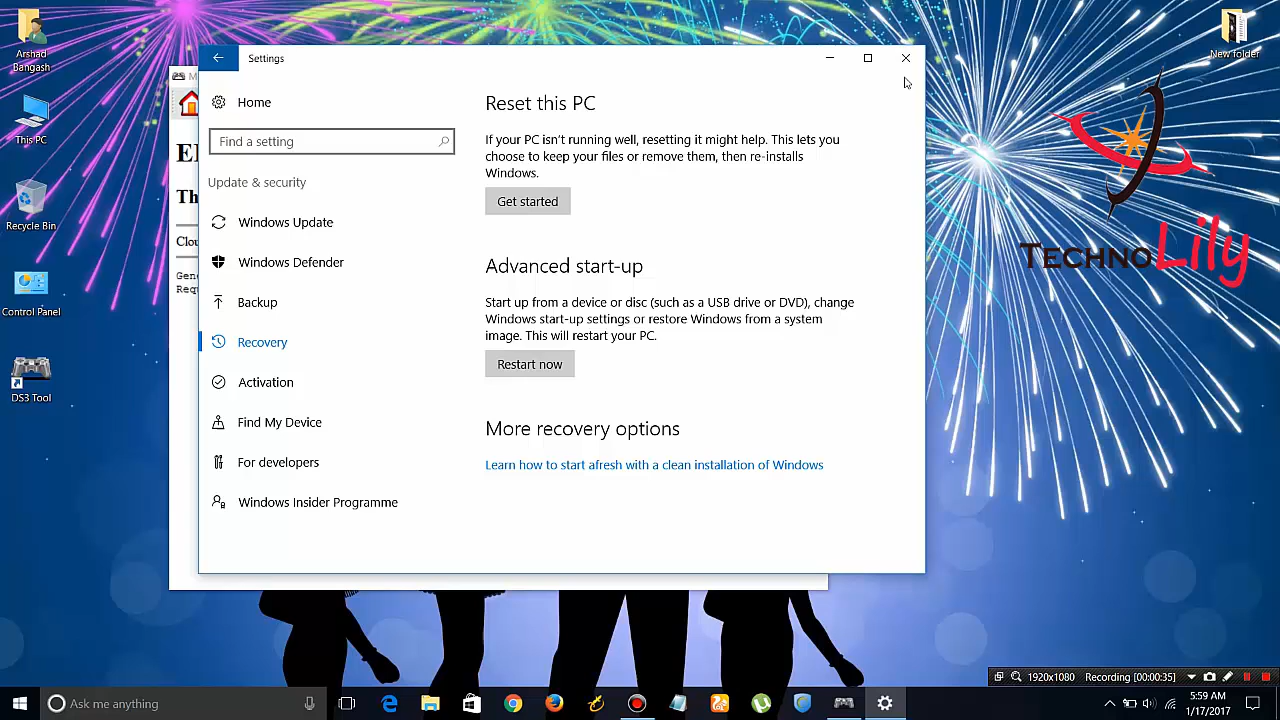 Arshad
Bangash
This PC
Recycle Bin
Control Panel
DS3 Tool
New folder
TECHNOLily
Settings
Home
Find a setting
Update & security
Windows Update
Windows Defender
Backup
Recovery
Activation
Find My Device
For developers
Windows Insider Programme
Reset this PC
If your PC isn't running well, resetting it might help. This lets you
choose to keep your files or remove them, then re-installs
Windows.
Get started
Advanced start-up
Start up from a device or disc (such as a USB drive or DVD), change
Windows start-up settings or restore Windows from a system
image. This will restart your PC.
Restart now
More recovery options
Learn how to start afresh with a clean installation of Windows
1920x1080 Recording [00:00:35]
Ask me anything
5:59 AM
1/17/2017